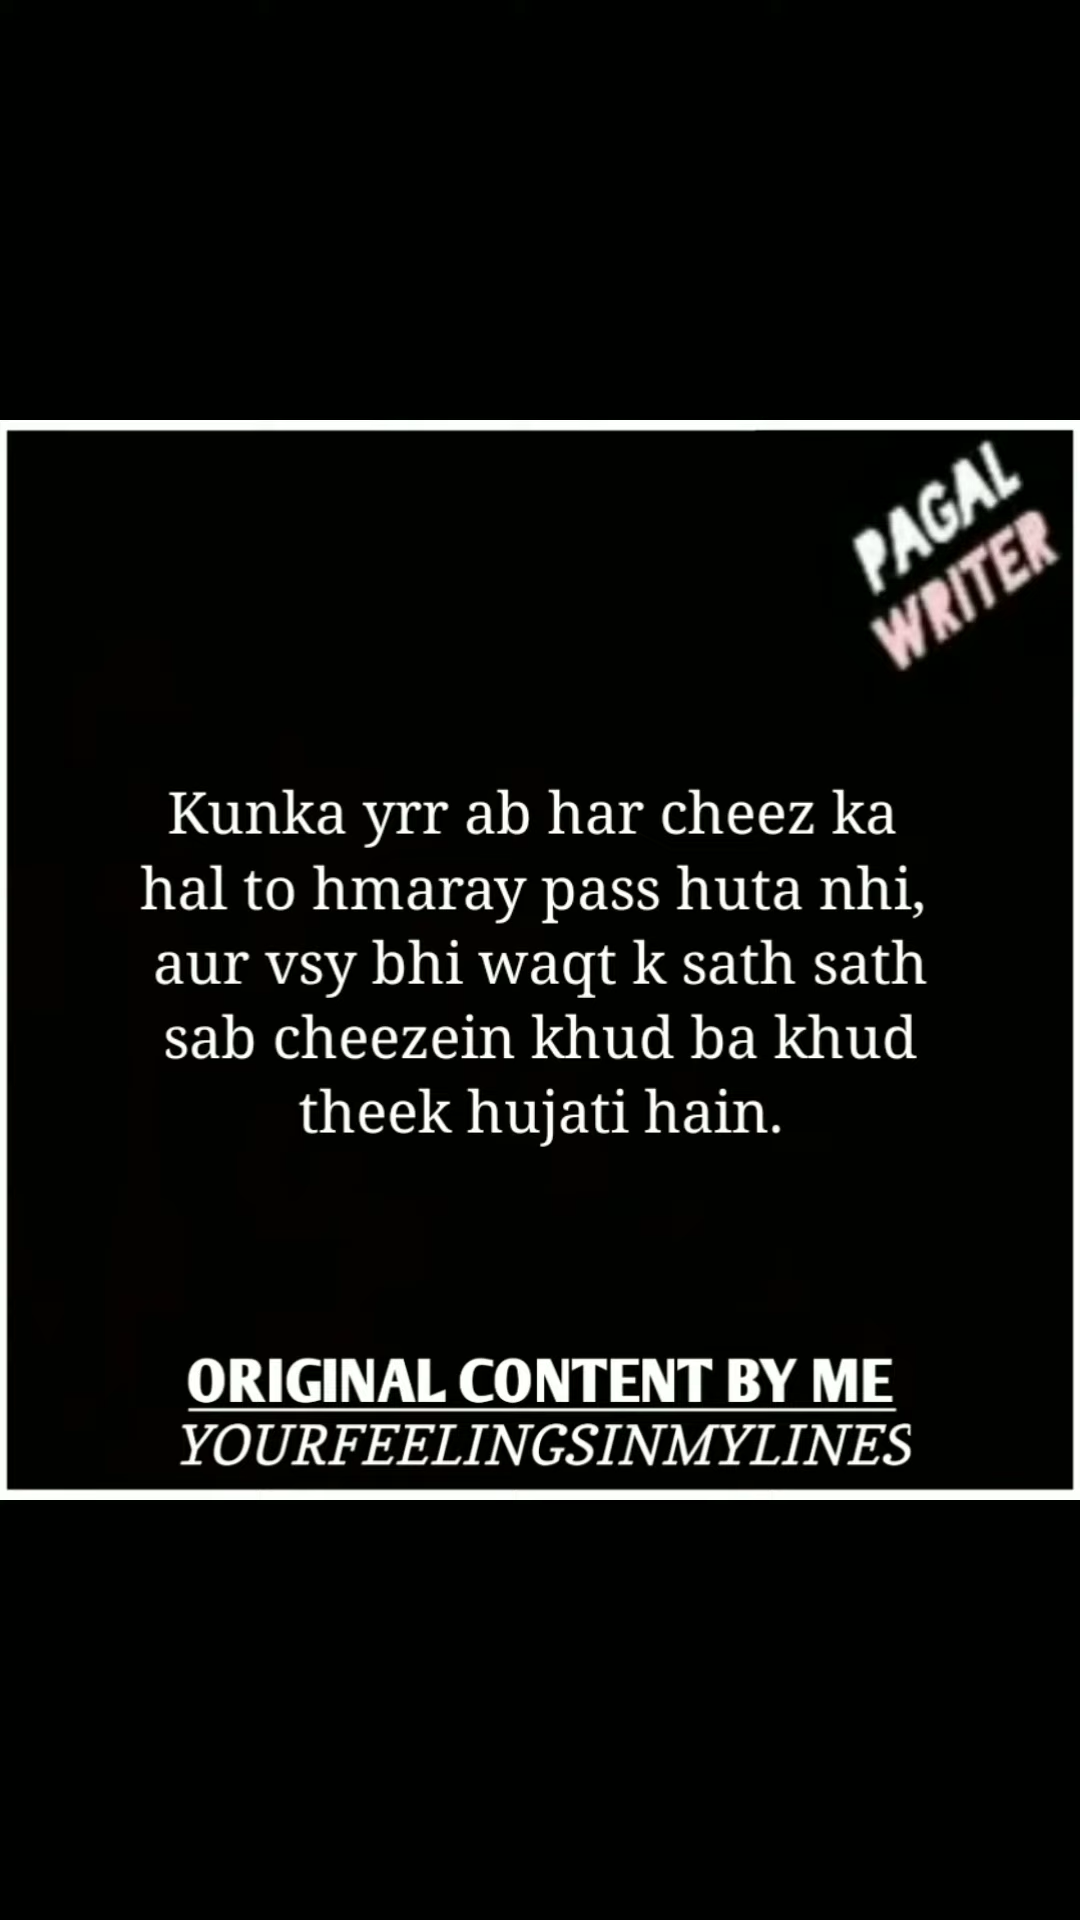 PAGAL
WRITER
Kunka yrr ab har cheez ka
hal to hmaray pass huta nhi,
aur vsy bhi waqt k sath sath
sab cheezein khud ba khud
theek hujati hain.
ORIGINAL CONTENT BY ME
YOURFEELINGSINMYLINES